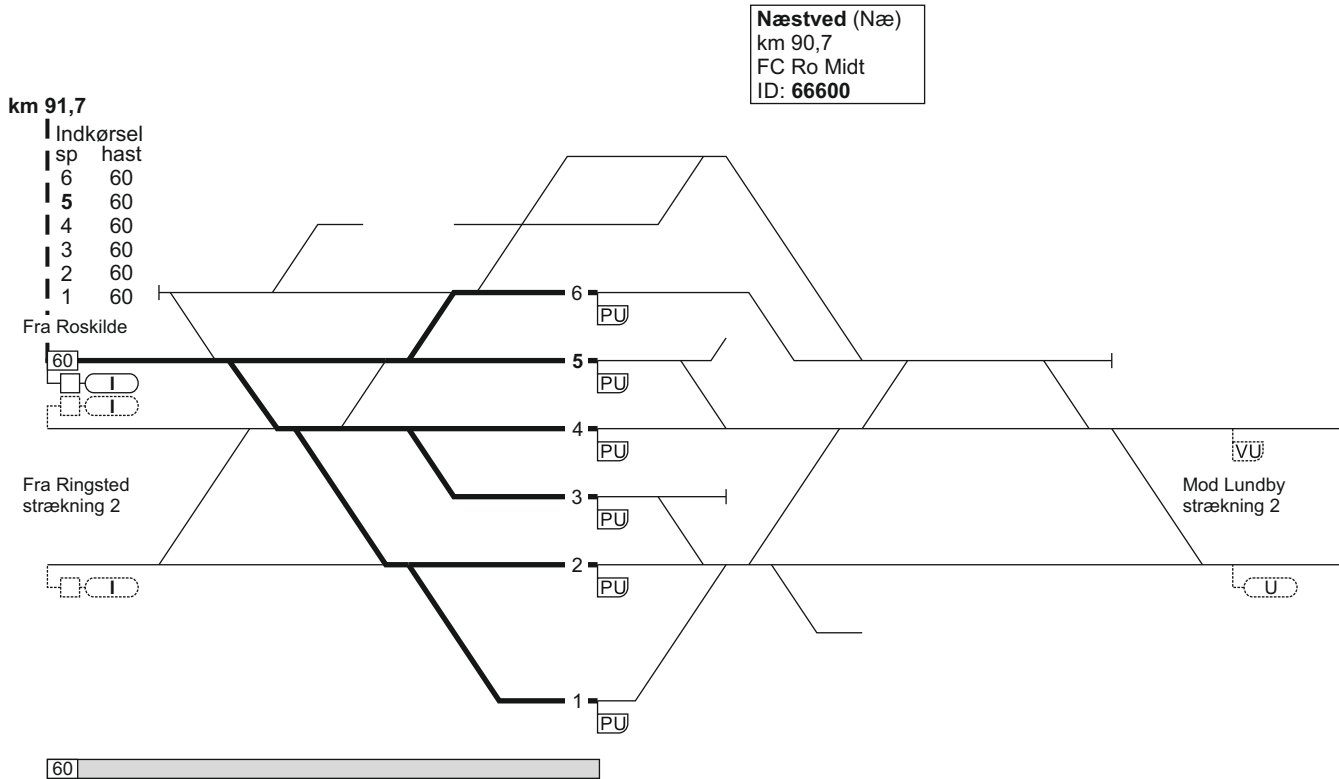 Næstved (Næ)
km 90,7
FC Ro Midt
ID: 66600
km 91,7
Indkørsel
sp hast
6 60
5 60
4 60
3 60
2 60
1 60
Fra Roskilde
60
I
I
6
PU
5
PU
4
PU
VU
Fra Ringsted
strækning 2
3
PU
Mod Lundby
strækning 2
I
2
PU
U
1
PU
60